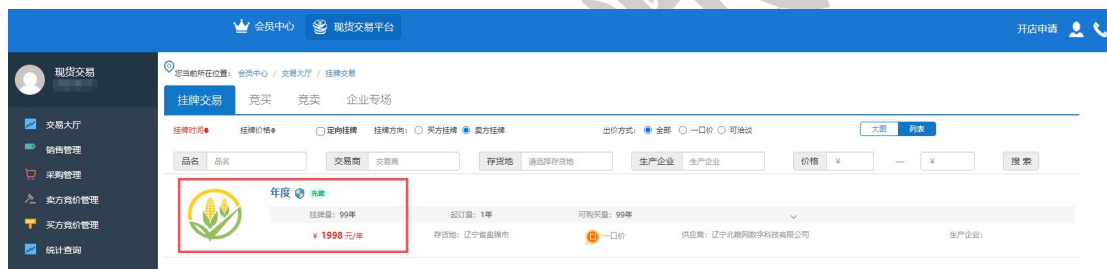 会员中心 现货交易平台 开店申请
现货交易
您当前所在位置: 会员中心 / 交易大厅 / 挂牌交易
挂牌交易 竞买 竞卖 企业专场
交易大厅
销售管理
采购管理
卖方竞价管理
买方竞价管理
统计查询
挂牌时间 挂牌价格 定向挂牌 挂牌方向: 买方挂牌 卖方挂牌 出价方式: 全部 一口价 可洽谈 大图 列表
品名 品名 交易商 交易商 存货地 请选择存货地 生产企业 生产企业 价格 ¥ — ¥ 搜索
年度 先款
挂牌量: 99年 起订量: 1年 可购买量: 99年
¥ 1998 元/年 存货地: 辽宁省盘锦市 一口价 供应商: 辽宁北粮网数字科技有限公司 生产企业: